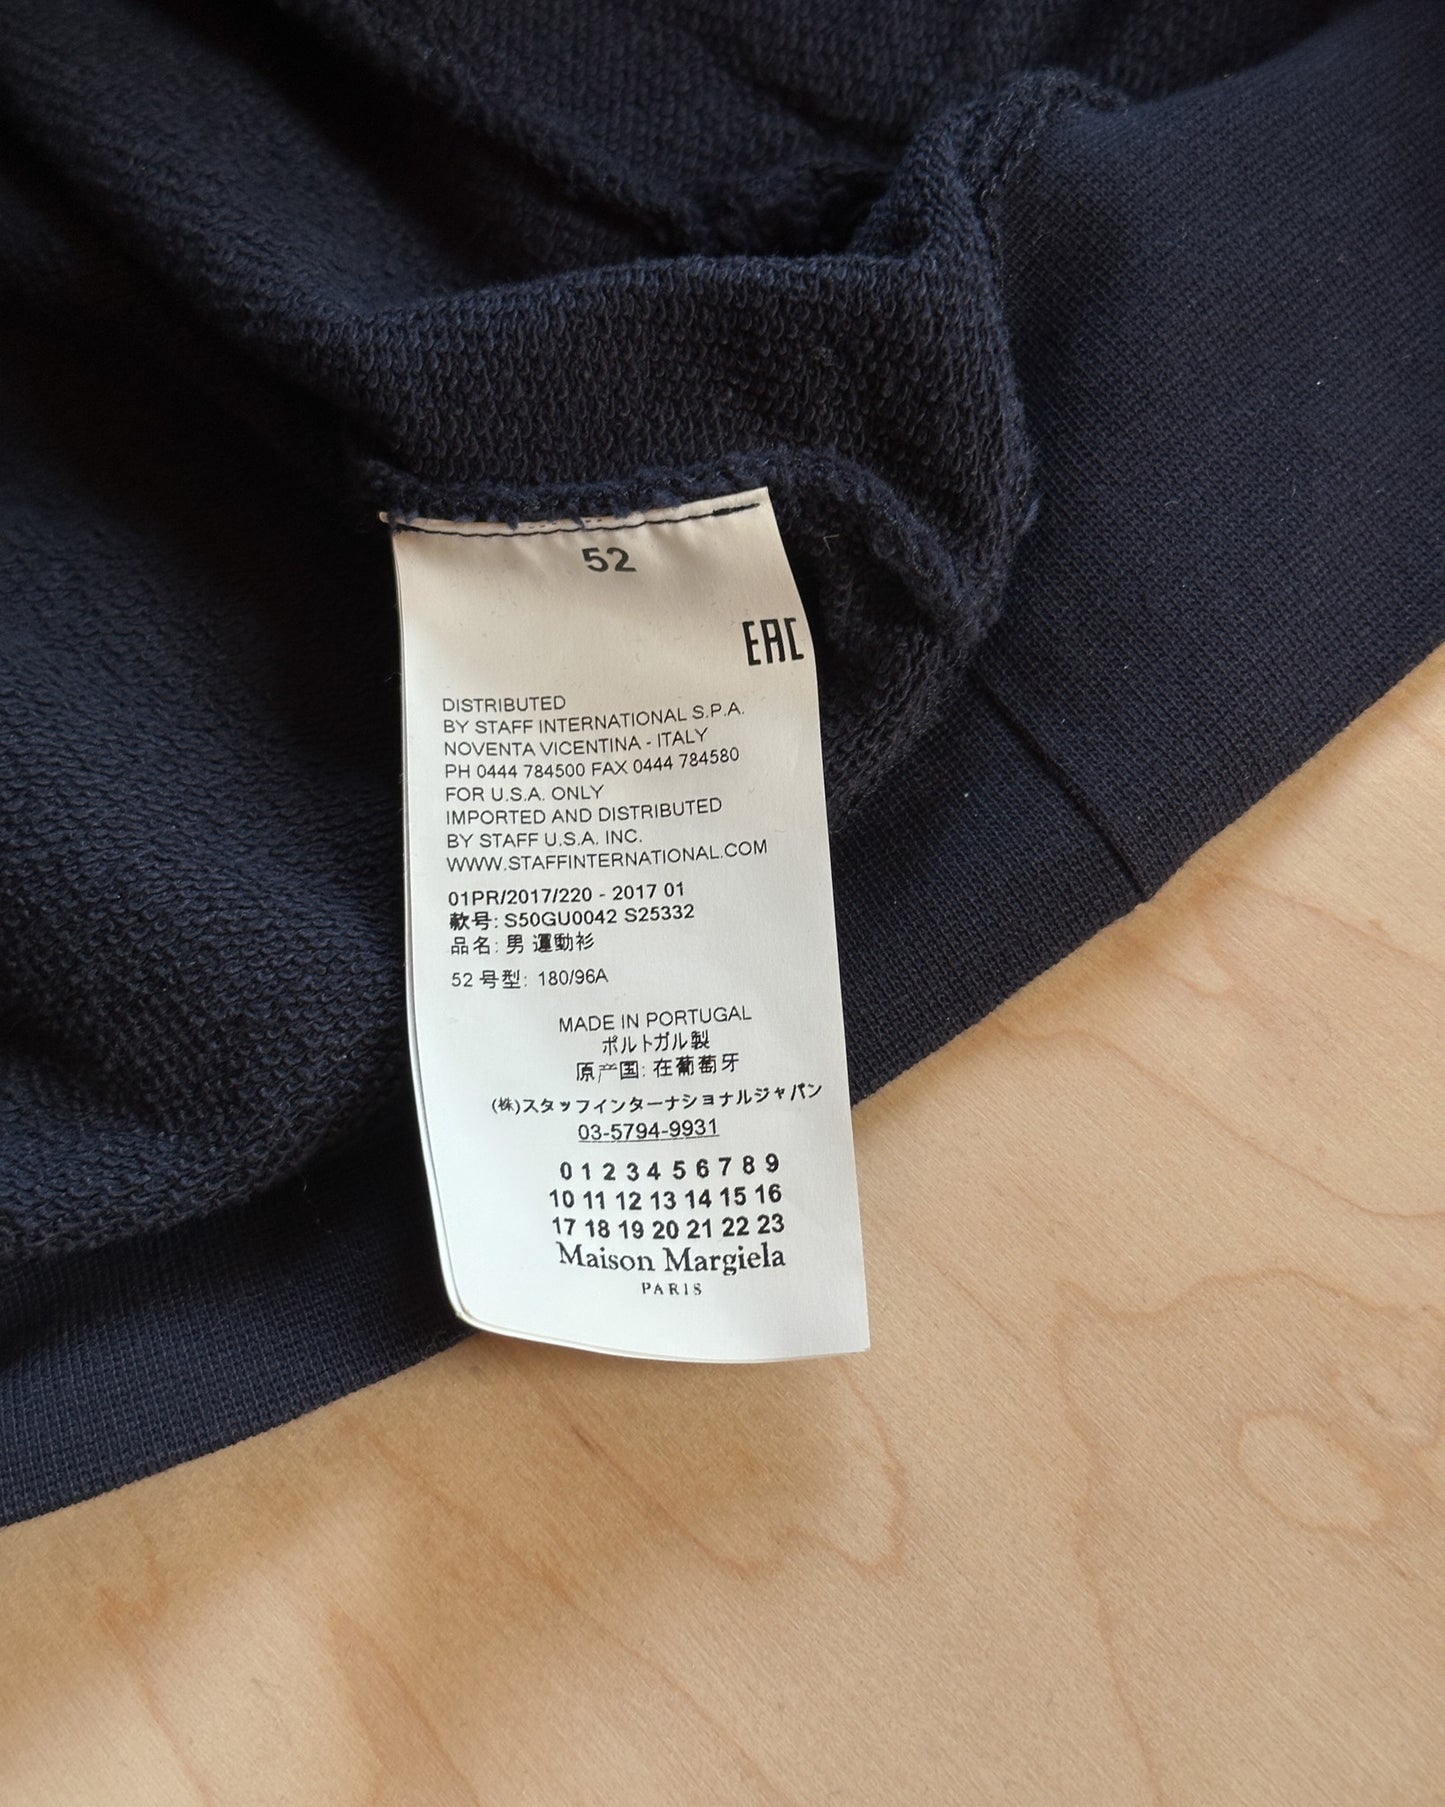 52
EAC
DISTRIBUTED
BY STAFF INTERNATIONAL S.P.A.
NOVENTA VICENTINA - ITALY
PH 0444 784500 FAX 0444 784580
FOR U.S.A. ONLY
IMPORTED AND DISTRIBUTED
BY STAFF U.S.A. INC.
WWW.STAFFINTERNATIONAL.COM
01PR/2017/220 - 2017 01
款号: S50GU0042 S25332
品名: 男 運動衫
52 号型: 180/96A
MADE IN PORTUGAL
ポルトガル製
原产国: 在葡萄牙
(株)スタッフインターナショナルジャパン
03-5794-9931
0 1 2 3 4 5 6 7 8 9
10 11 12 13 14 15 16
17 18 19 20 21 22 23
Maison Margiela
PARIS